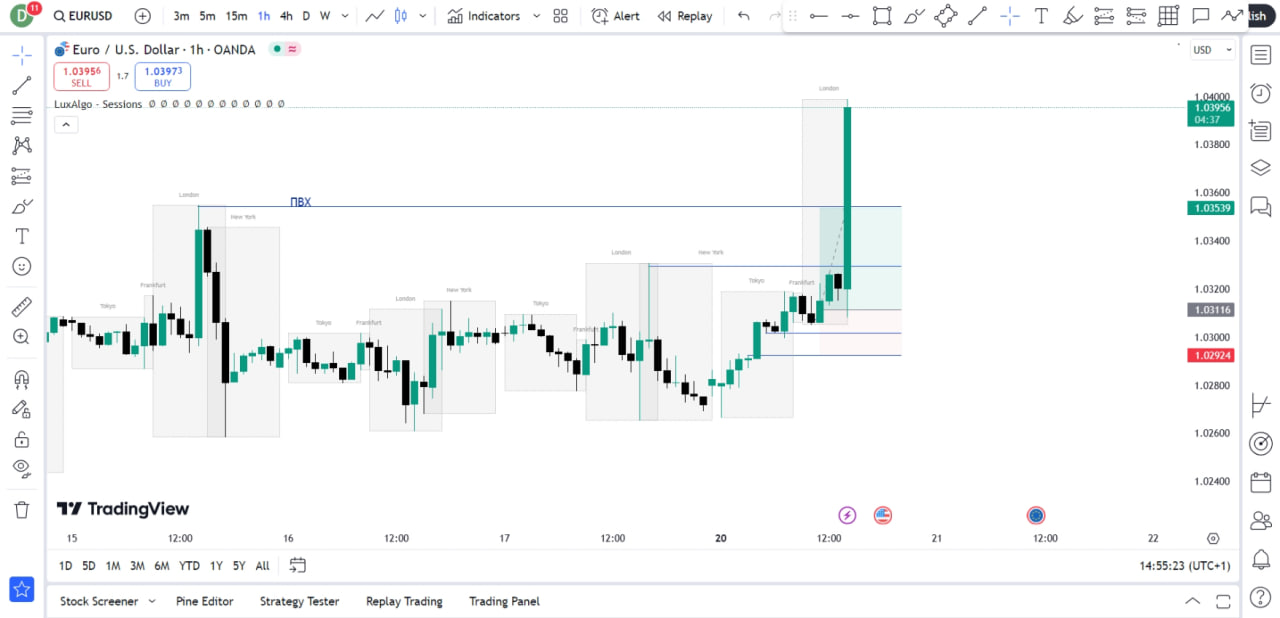 D 11 EURUSD 3m 5m 15m 1h 4h D W Indicators Alert Replay lish
Euro / U.S. Dollar · 1h · OANDA
USD
1.03956 SELL
1.7
1.03973 BUY
LuxAlgo - Sessions Ø Ø Ø Ø Ø Ø Ø Ø Ø Ø Ø Ø
London
1.04000
1.03956
04:37
1.03800
1.03600
London
ПВХ
1.03539
New York
1.03400
London
New York
Frankfurt
Tokyo
Frankfurt
1.03200
New York
London
Tokyo
Tokyo
1.03116
Tokyo
Frankfurt
Frankfurt
1.03000
1.02924
1.02800
1.02600
1.02400
TradingView
15 12:00 16 12:00 17 12:00 20 12:00 21 12:00 22
1D 5D 1M 3M 6M YTD 1Y 5Y All
14:55:23 (UTC+1)
Stock Screener Pine Editor Strategy Tester Replay Trading Trading Panel